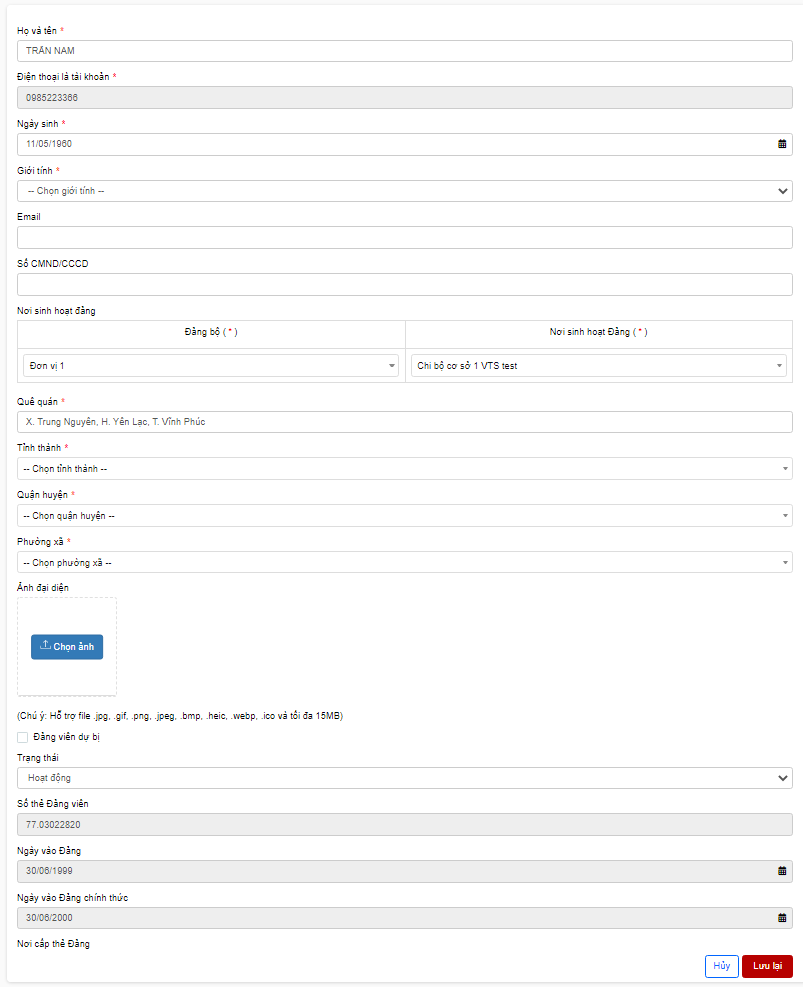 Họ và tên *
TRẦN NAM
Điện thoại là tài khoản *
0985223366
Ngày sinh *
11/05/1960
Giới tính *
-- Chọn giới tính --
Email
Số CMND/CCCD
Nơi sinh hoạt đảng
Đảng bộ ( * ) Nơi sinh hoạt Đảng ( * )
Đơn vị 1 Chi bộ cơ sở 1 VTS test
Quê quán *
X. Trung Nguyên, H. Yên Lạc, T. Vĩnh Phúc
Tỉnh thành *
-- Chọn tỉnh thành --
Quận huyện *
-- Chọn quận huyện --
Phường xã *
-- Chọn phường xã --
Ảnh đại diện
Chọn ảnh
(Chú ý: Hỗ trợ file .jpg, .gif, .png, .jpeg, .bmp, .heic, .webp, .ico và tối đa 15MB)
Đảng viên dự bị
Trạng thái
Hoạt động
Số thẻ Đảng viên
77.03022820
Ngày vào Đảng
30/06/1999
Ngày vào Đảng chính thức
30/06/2000
Nơi cấp thẻ Đảng
Hủy Lưu lại